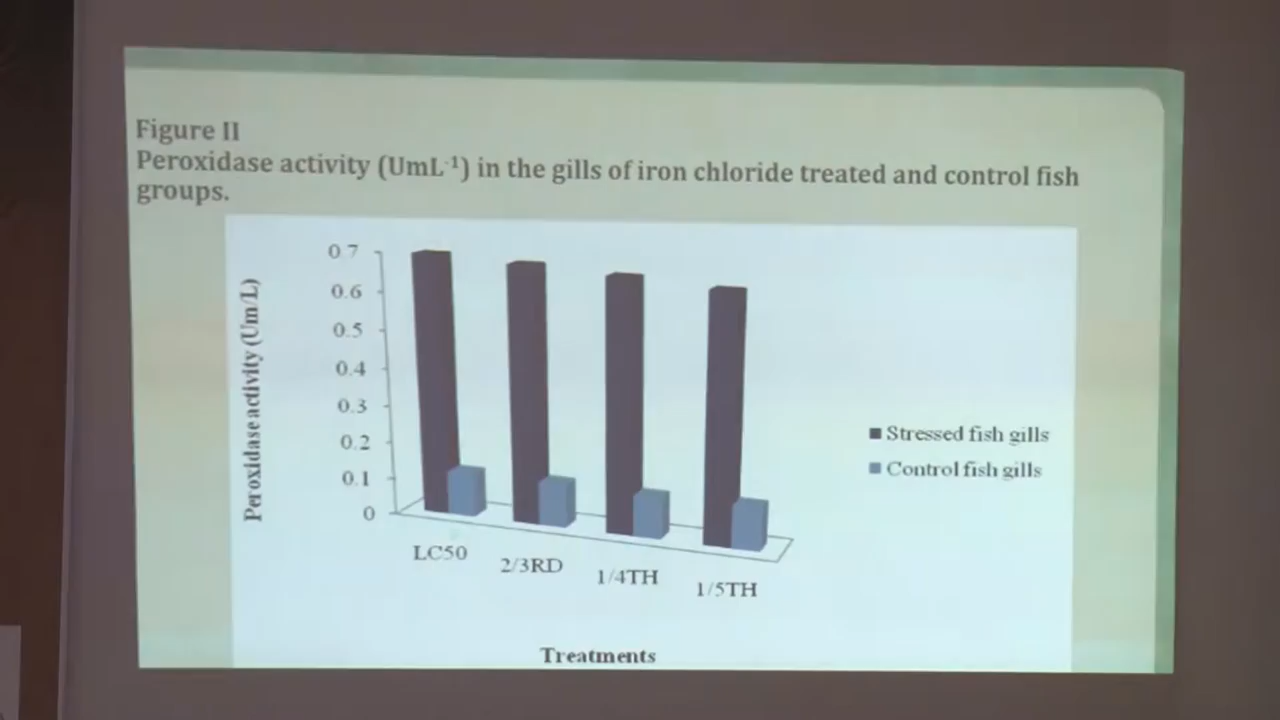 Figure II
Peroxidase activity (UmL-1) in the gills of iron chloride treated and control fish
groups.
Peroxidase activity (Um/L)
0.7
0.6
0.5
0.4
0.3
0.2
0.1
0
LC50
2/3RD
1/4TH
1/5TH
Treatments
Stressed fish gills
Control fish gills